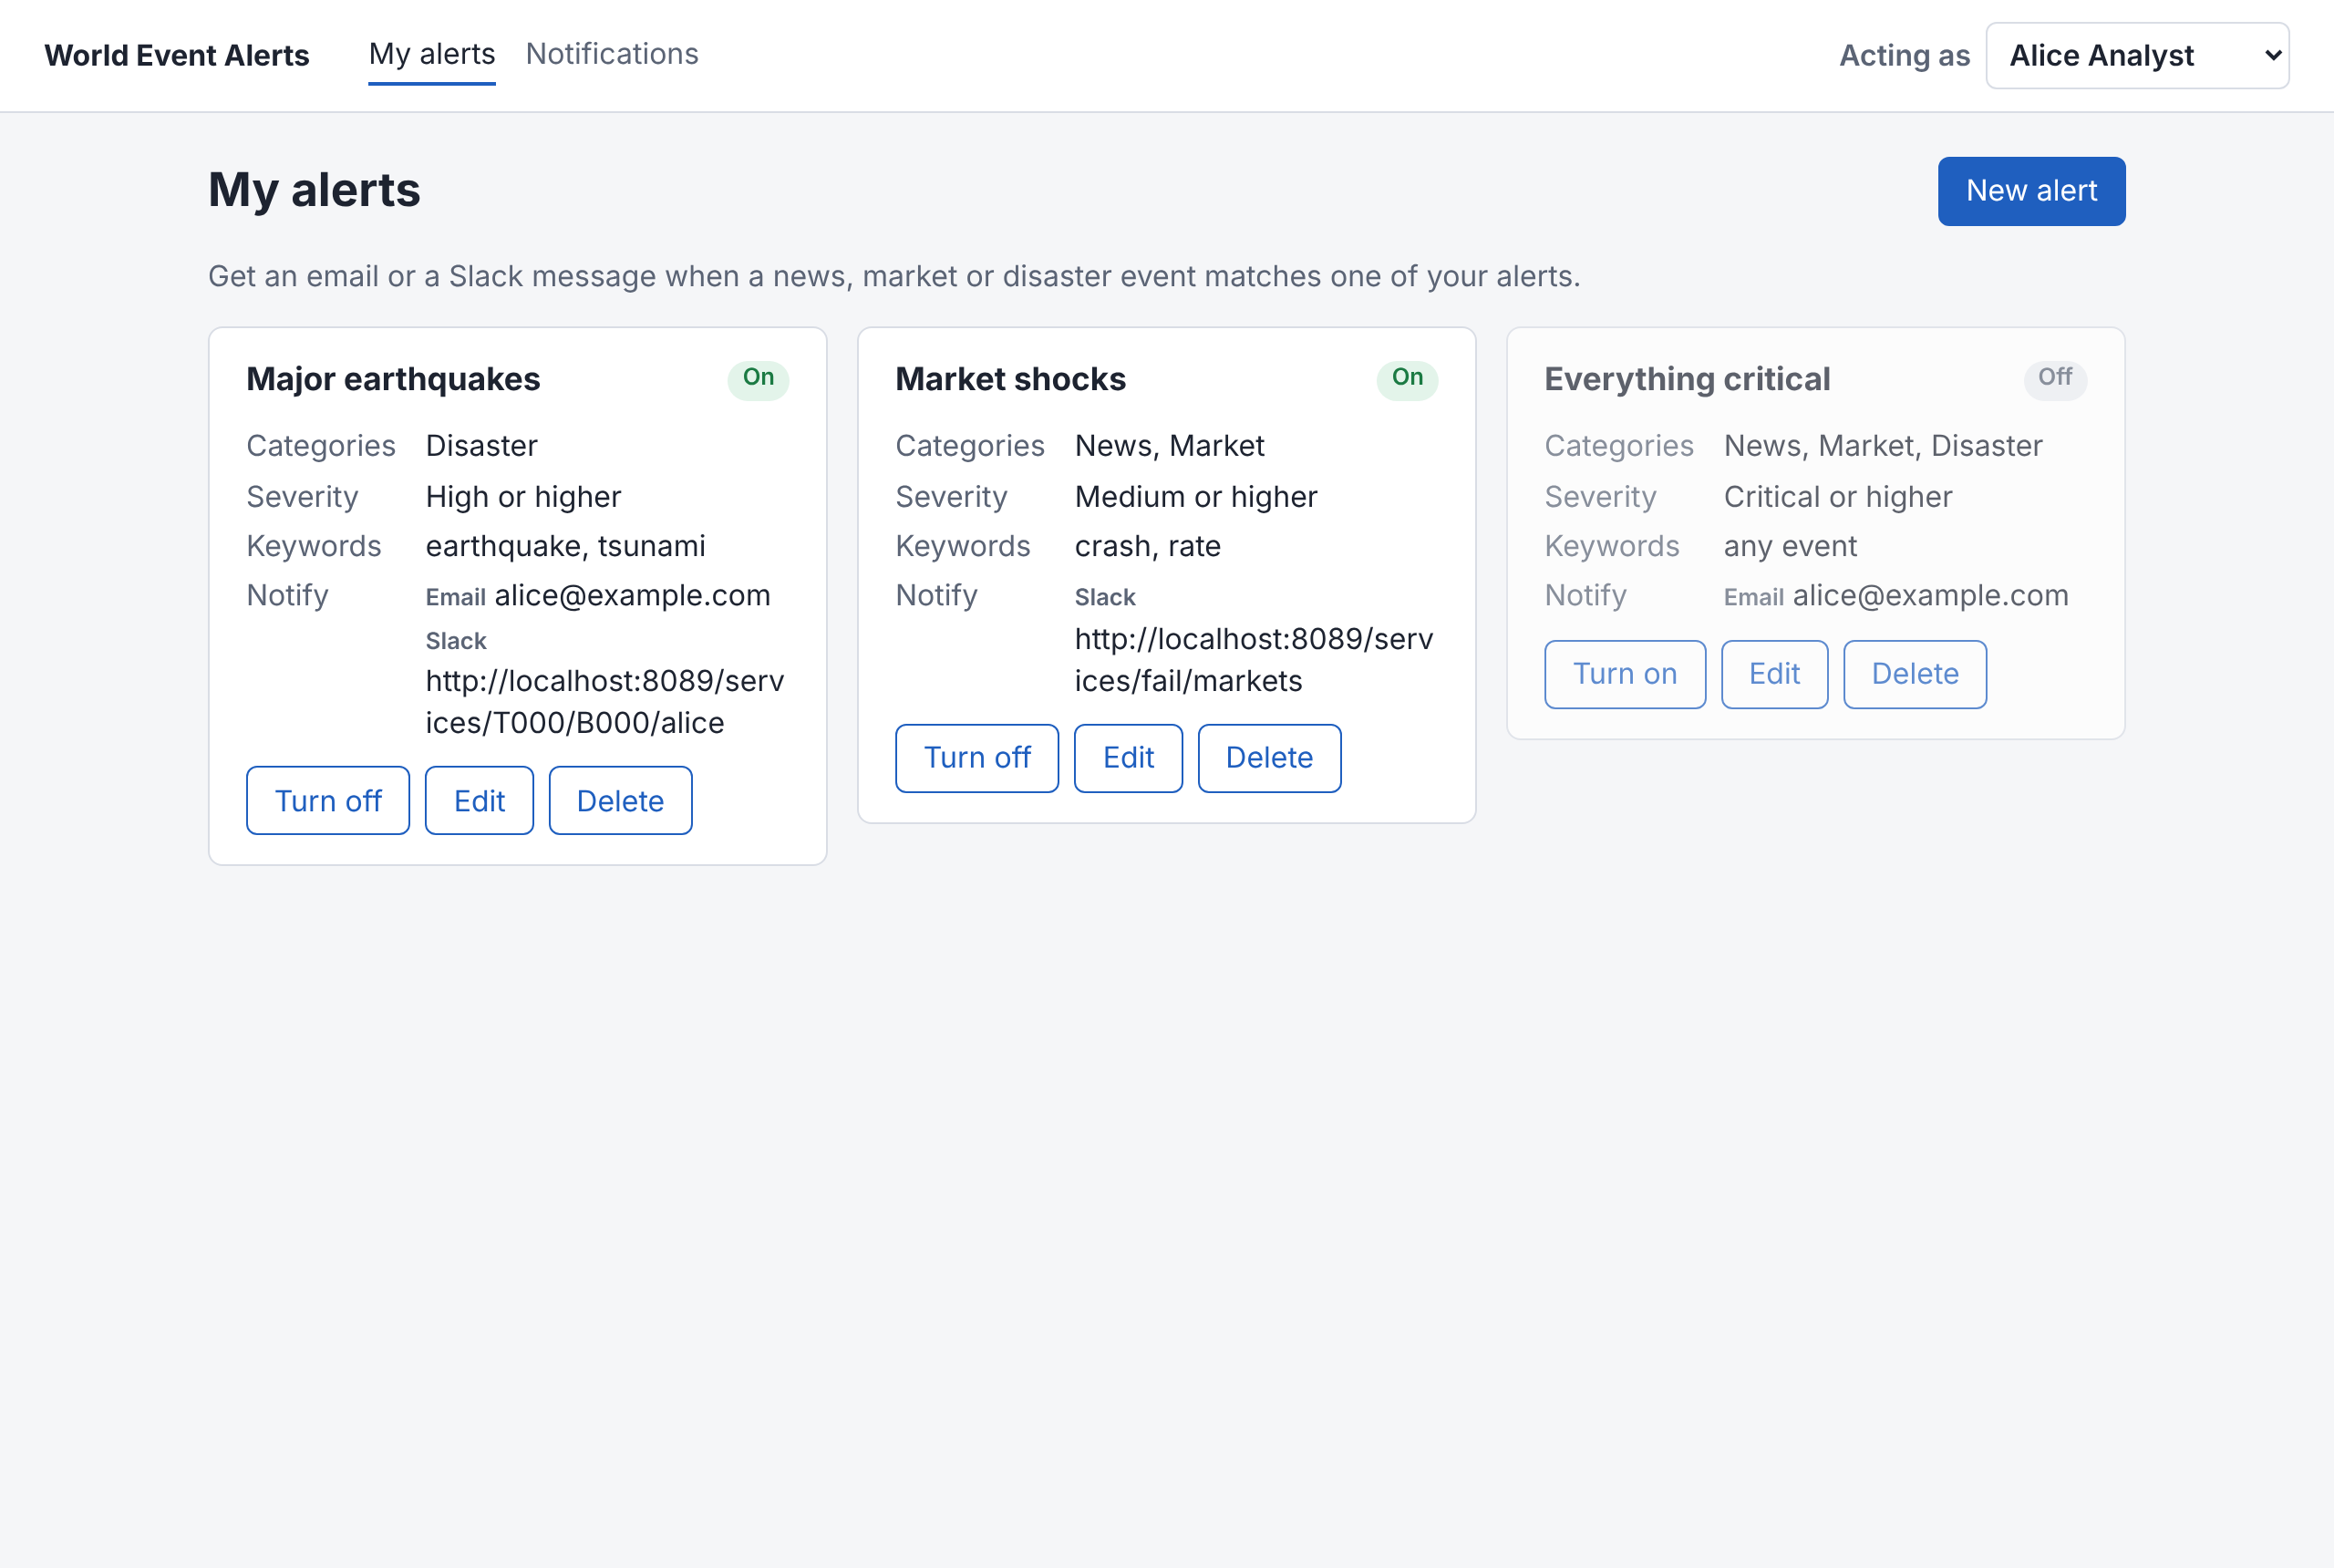 World Event Alerts
My alerts
Notifications
Acting as
Alice Analyst
My alerts
New alert
Get an email or a Slack message when a news, market or disaster event matches one of your alerts.
Major earthquakes
On
Categories Disaster
Severity High or higher
Keywords earthquake, tsunami
Notify Email alice@example.com
Slack
http://localhost:8089/serv
ices/T000/B000/alice
Turn off
Edit
Delete
Market shocks
On
Categories News, Market
Severity Medium or higher
Keywords crash, rate
Notify Slack
http://localhost:8089/serv
ices/fail/markets
Turn off
Edit
Delete
Everything critical
Off
Categories News, Market, Disaster
Severity Critical or higher
Keywords any event
Notify Email alice@example.com
Turn on
Edit
Delete